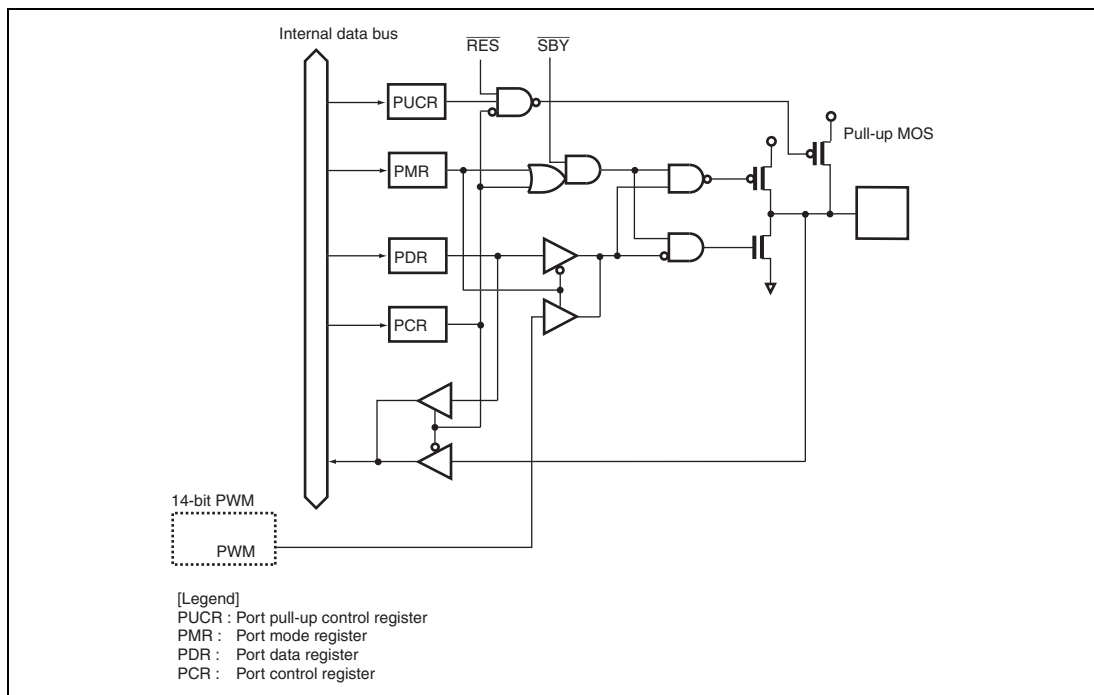 Internal data bus
RES
SBY
PUCR
Pull-up MOS
PMR
PDR
PCR
14-bit PWM
PWM
[Legend]
PUCR : Port pull-up control register
PMR : Port mode register
PDR : Port data register
PCR : Port control register